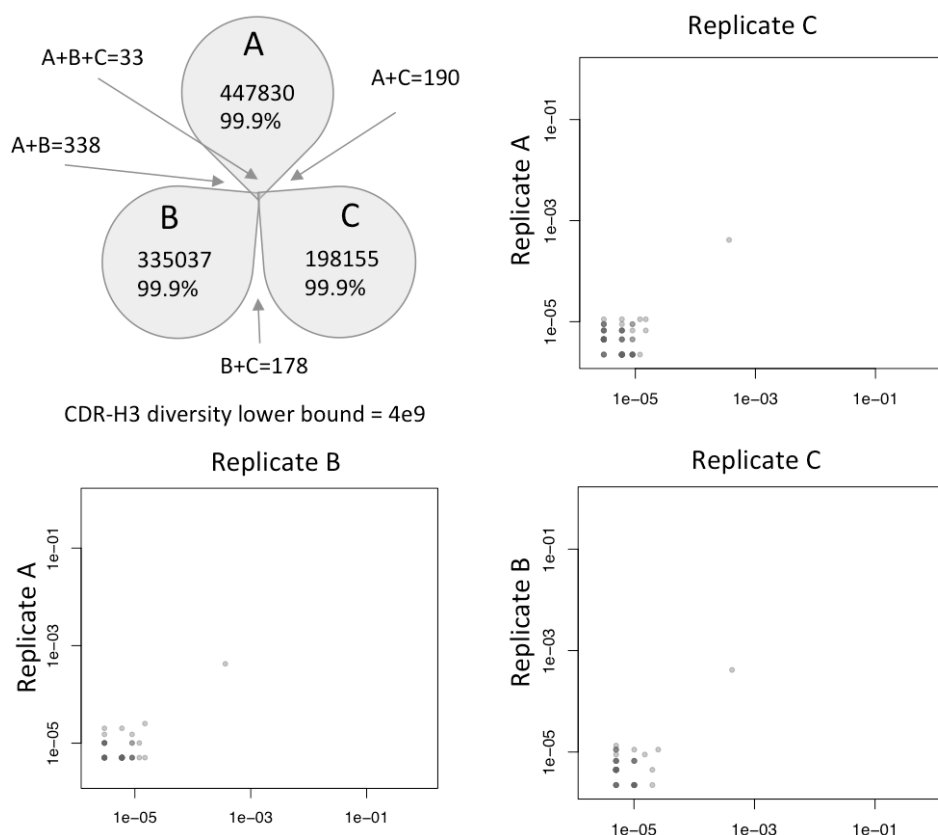 A
447830
99.9%
A+B+C=33
A+C=190
A+B=338
B
335037
99.9%
C
198155
99.9%
B+C=178
CDR-H3 diversity lower bound = 4e9
Replicate C
Replicate A
1e-01
1e-03
1e-05
1e-05
1e-03
1e-01
Replicate B
Replicate A
1e-01
1e-03
1e-05
1e-05
1e-03
1e-01
Replicate C
Replicate B
1e-01
1e-03
1e-05
1e-05
1e-03
1e-01